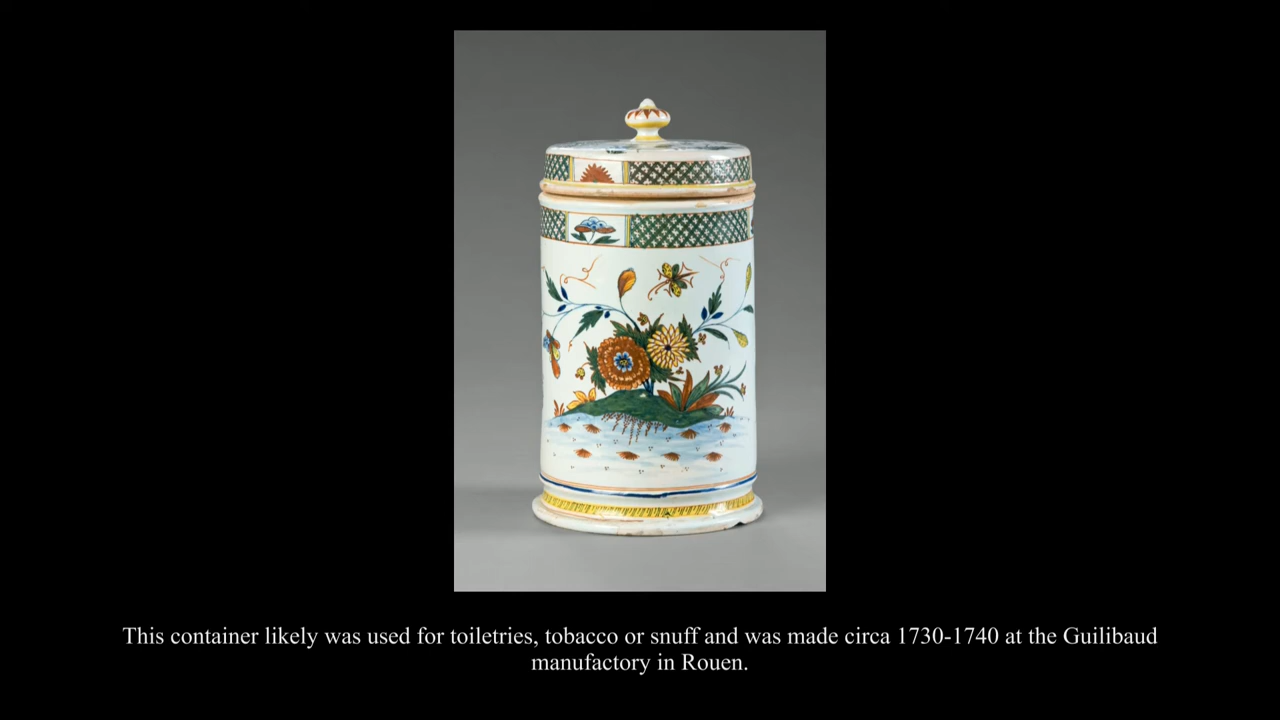 This container likely was used for toiletries, tobacco or snuff and was made circa 1730-1740 at the Guilibaud
manufactory in Rouen.